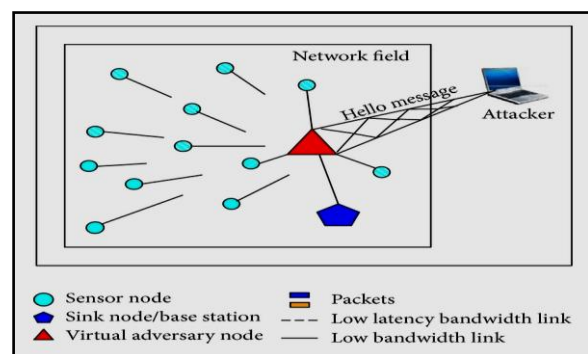 Network field
Hello message
Attacker
Sensor node
Sink node/base station
Virtual adversary node
Packets
Low latency bandwidth link
Low bandwidth link